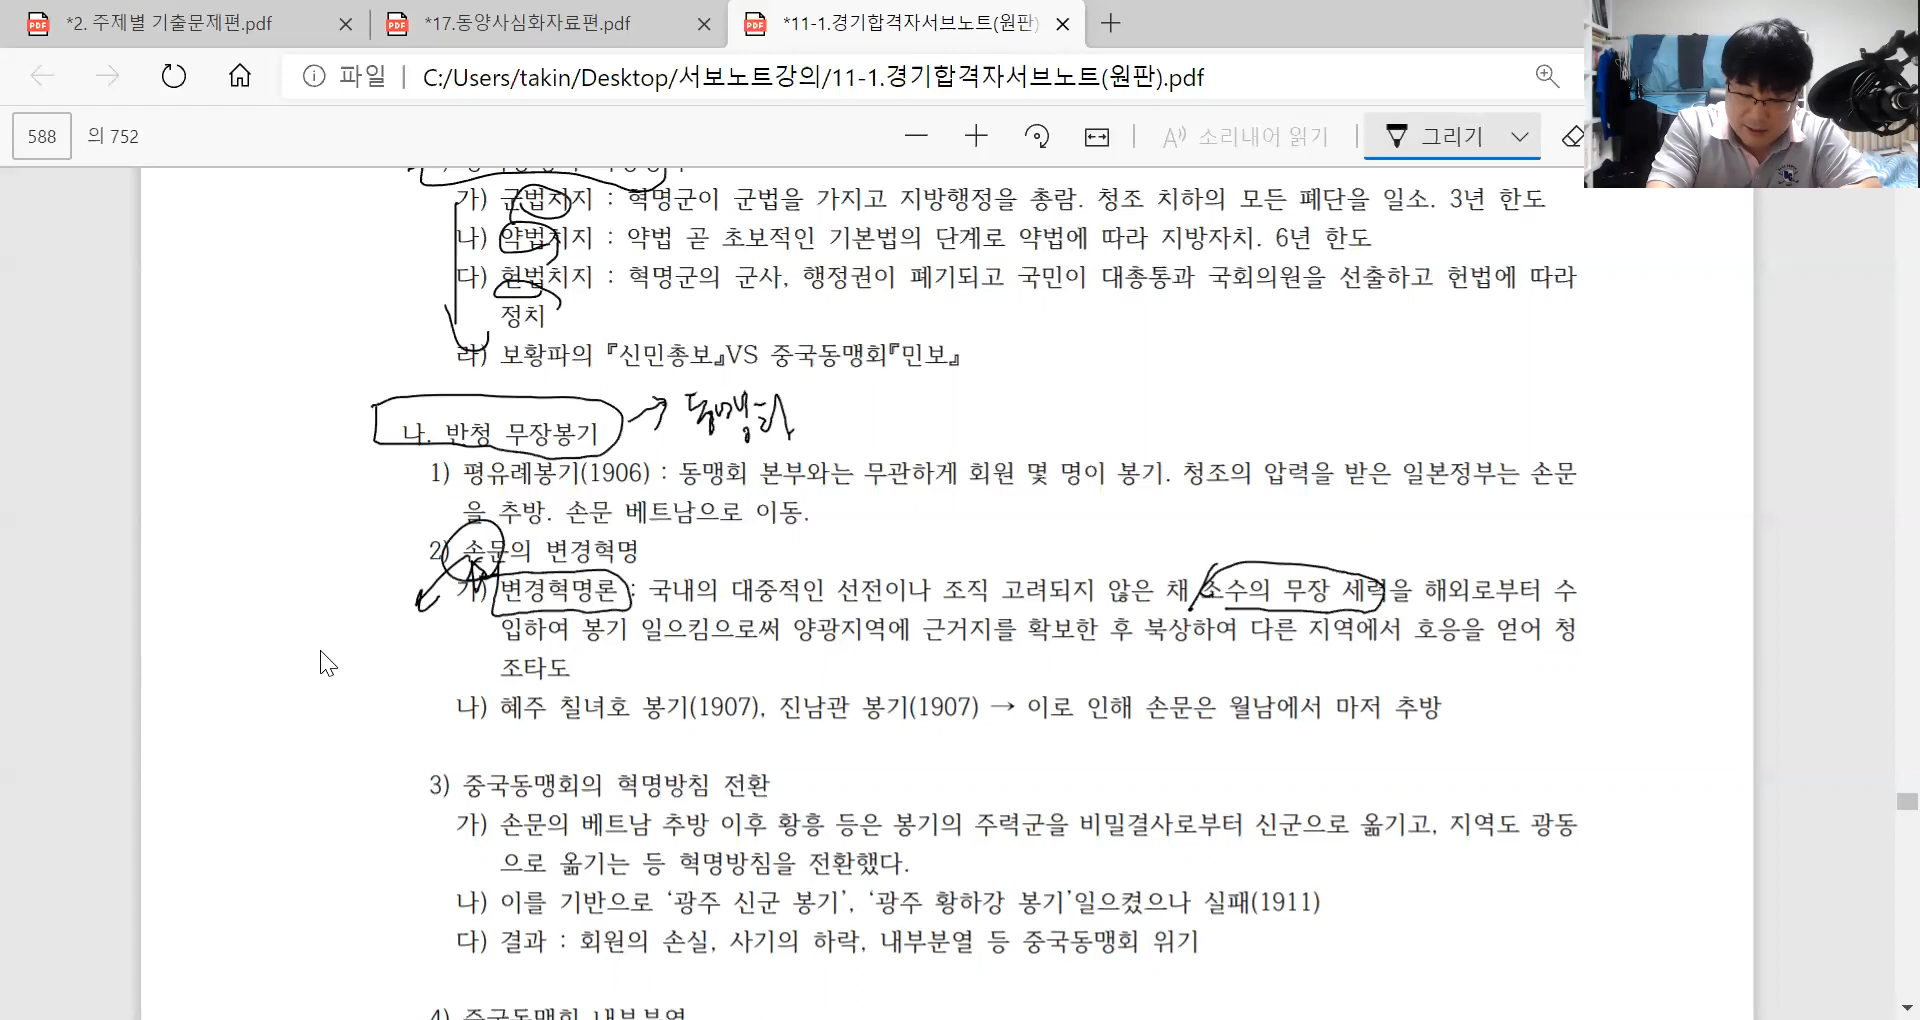 *2. 주제별 기출문제편.pdf
*17.동양사심화자료편.pdf
*11-1.경기합격자서브노트(원판)
파일
C:/Users/takin/Desktop/서보노트강의/11-1.경기합격자서브노트(원판).pdf
588 의 752
소리내어 읽기
그리기
가) 군법치지 : 혁명군이 군법을 가지고 지방행정을 총람. 청조 치하의 모든 폐단을 일소. 3년 한도
나) 약법치지 : 약법 곧 초보적인 기본법의 단계로 약법에 따라 지방자치. 6년 한도
다) 헌법치지 : 혁명군의 군사, 행정권이 폐기되고 국민이 대총통과 국회의원을 선출하고 헌법에 따라
정치
라) 보황파의『신민총보』VS 중국동맹회『민보』
나. 반청 무장봉기
→ 동맹회
1) 평유례봉기(1906) : 동맹회 본부와는 무관하게 회원 몇 명이 봉기. 청조의 압력을 받은 일본정부는 손문
을 추방. 손문 베트남으로 이동.
2) 손문의 변경혁명
가) 변경혁명론 : 국내의 대중적인 선전이나 조직 고려되지 않은 채 소수의 무장 세력을 해외로부터 수
입하여 봉기 일으킴으로써 양광지역에 근거지를 확보한 후 북상하여 다른 지역에서 호응을 얻어 청
조타도
나) 혜주 칠녀호 봉기(1907), 진남관 봉기(1907) → 이로 인해 손문은 월남에서 마저 추방
3) 중국동맹회의 혁명방침 전환
가) 손문의 베트남 추방 이후 황흥 등은 봉기의 주력군을 비밀결사로부터 신군으로 옮기고, 지역도 광동
으로 옮기는 등 혁명방침을 전환했다.
나) 이를 기반으로 ‘광주 신군 봉기’, ‘광주 황하강 봉기’일으켰으나 실패(1911)
다) 결과 : 회원의 손실, 사기의 하락, 내부분열 등 중국동맹회 위기
4) 중국동맹회 내부분열